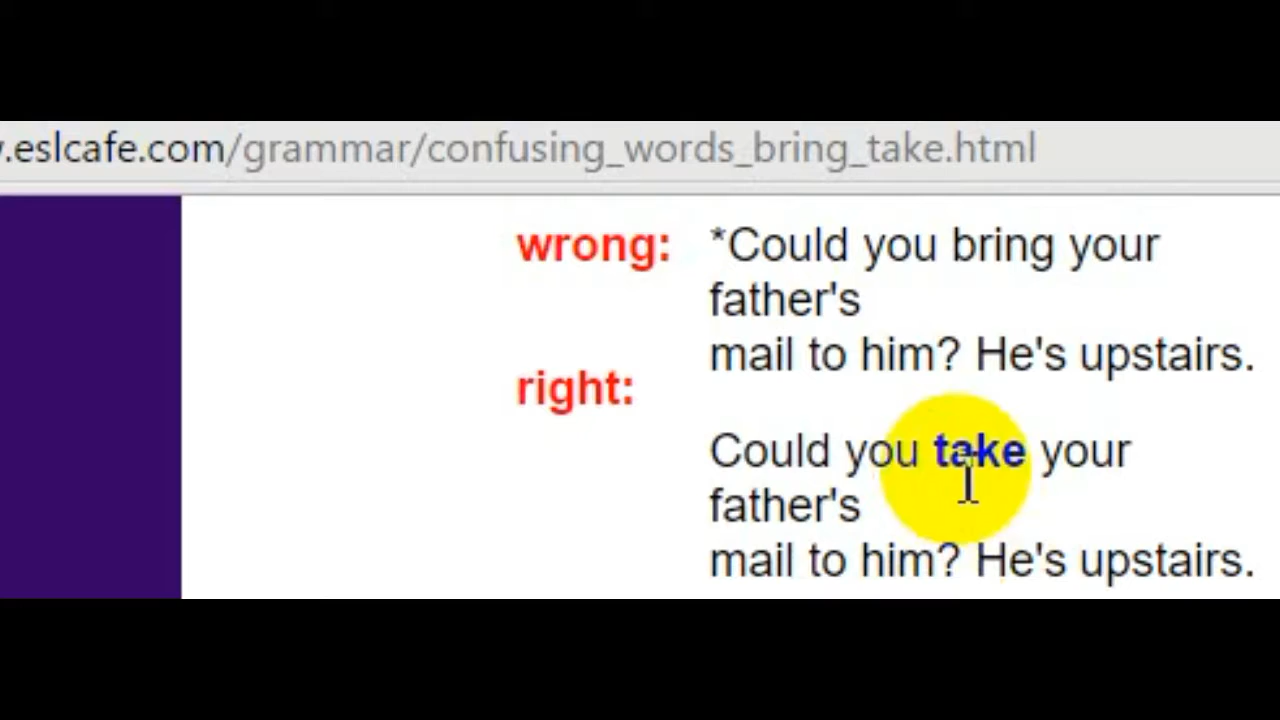 .eslcafe.com/grammar/confusing_words_bring_take.html
wrong: *Could you bring your
father's
mail to him? He's upstairs.
right:
Could you take your
father's
mail to him? He's upstairs.